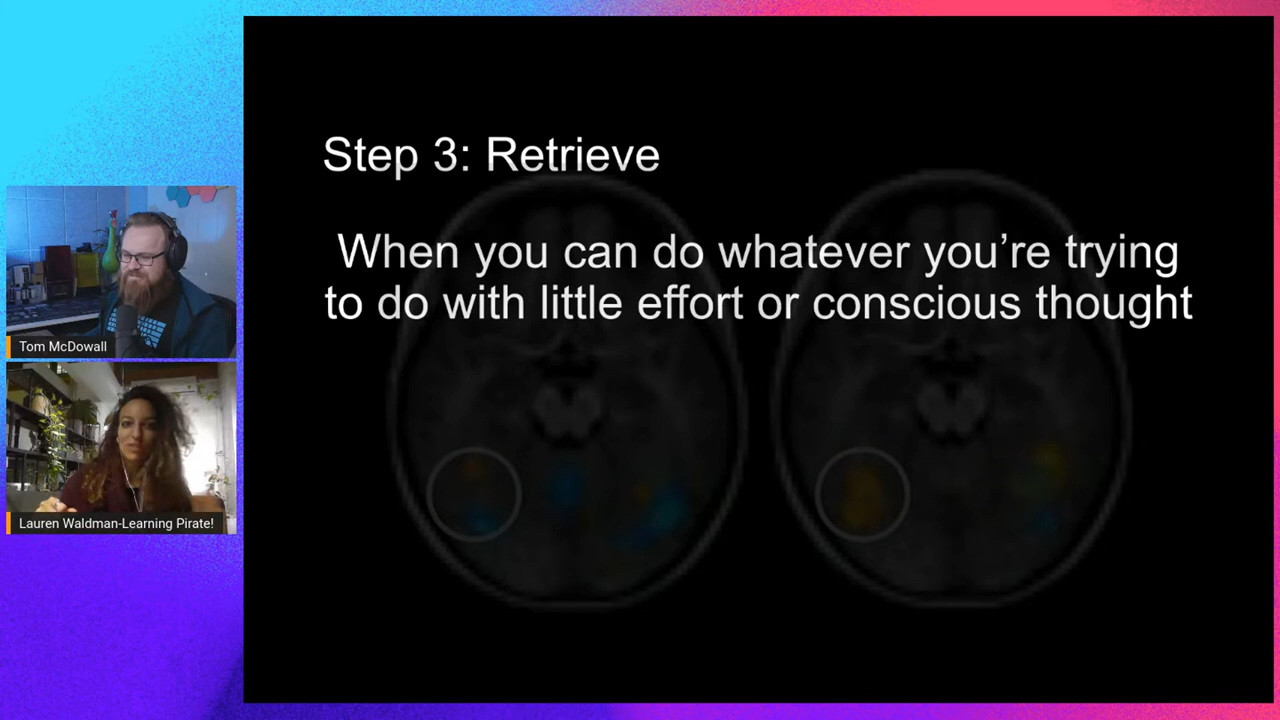 Step 3: Retrieve
When you can do whatever you’re trying
to do with little effort or conscious thought
Tom McDowall
Lauren Waldman-Learning Pirate!